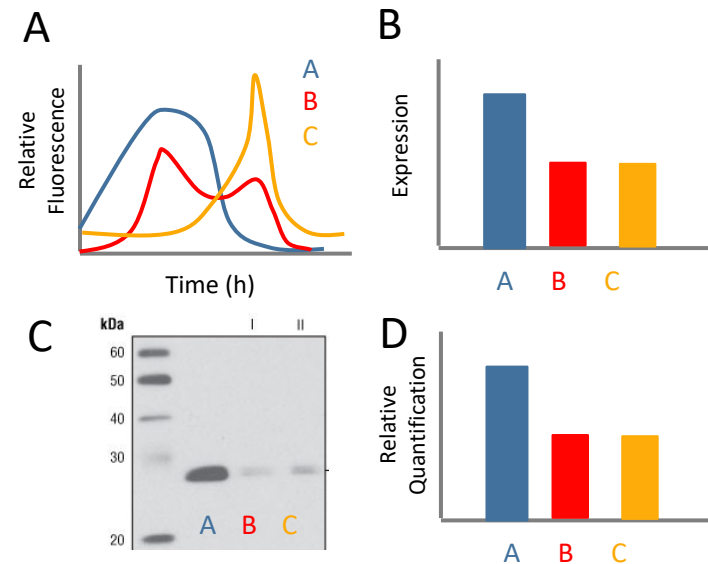 A
A
B
C
Relative
Fluorescence
Time (h)
B
Expression
A B C
C
kDa
I II
60
50
40
30
20
A B C
D
Relative
Quantification
A B C